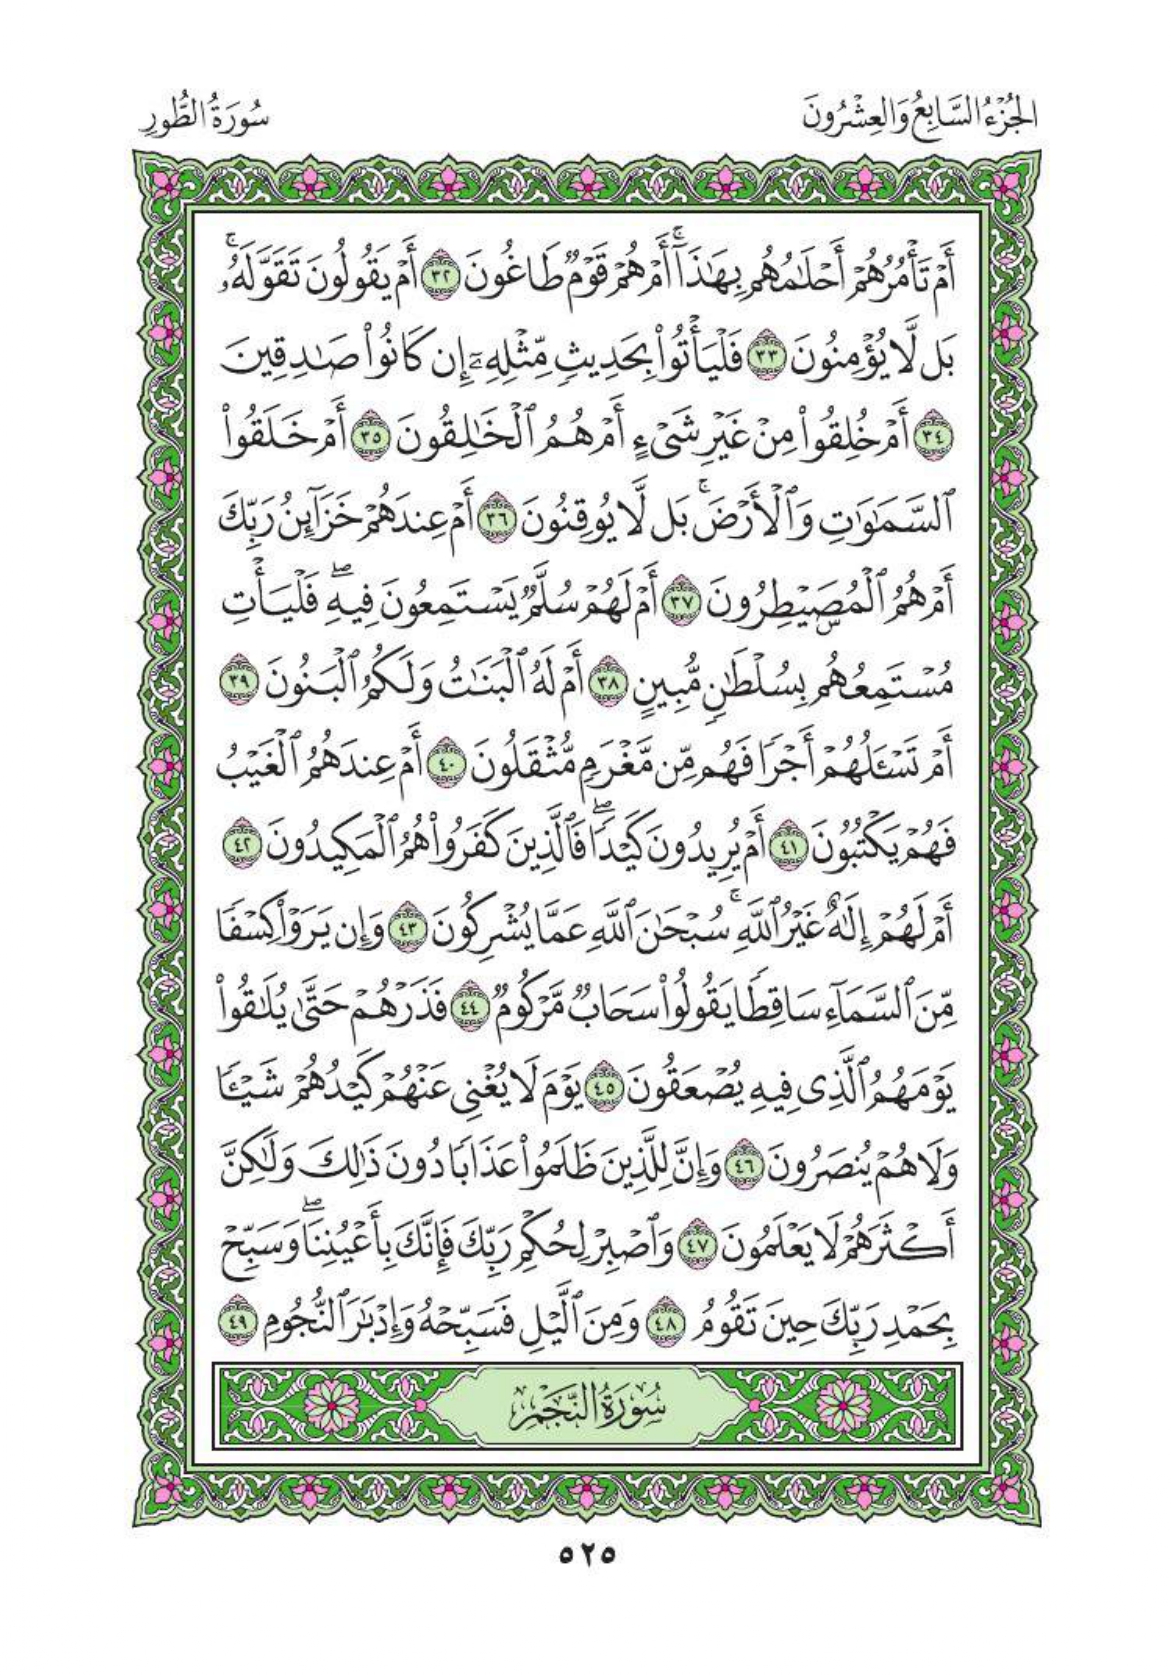 الجُزْءُ السَّابِعُ وَالعِشْرُونَ
سُورَةُ الطُّورِ
أَمْ تَأْمُرُهُمْ أَحْلَٰمُهُم بِهَٰذَآۚ أَمْ هُمْ قَوْمٌ طَاغُونَ ٣٢ أَمْ يَقُولُونَ تَقَوَّلَهُۥۚ
بَل لَّا يُؤْمِنُونَ ٣٣ فَلْيَأْتُوا۟ بِحَدِيثٍ مِّثْلِهِۦٓ إِن كَانُوا۟ صَٰدِقِينَ
٣٤ أَمْ خُلِقُوا۟ مِنْ غَيْرِ شَىْءٍ أَمْ هُمُ ٱلْخَٰلِقُونَ ٣٥ أَمْ خَلَقُوا۟
ٱلسَّمَٰوَٰتِ وَٱلْأَرْضَۚ بَل لَّا يُوقِنُونَ ٣٦ أَمْ عِندَهُمْ خَزَآئِنُ رَبِّكَ
أَمْ هُمُ ٱلْمُصَۣيْطِرُونَ ٣٧ أَمْ لَهُمْ سُلَّمٌ يَسْتَمِعُونَ فِيهِۖ فَلْيَأْتِ
مُسْتَمِعُهُم بِسُلْطَٰنٍ مُّبِينٍ ٣٨ أَمْ لَهُ ٱلْبَنَٰتُ وَلَكُمُ ٱلْبَنُونَ ٣٩
أَمْ تَسْـَٔلُهُمْ أَجْرًا فَهُم مِّن مَّغْرَمٍ مُّثْقَلُونَ ٤٠ أَمْ عِندَهُمُ ٱلْغَيْبُ
فَهُمْ يَكْتُبُونَ ٤١ أَمْ يُرِيدُونَ كَيْدًاۖ فَٱلَّذِينَ كَفَرُوا۟ هُمُ ٱلْمَكِيدُونَ ٤٢
أَمْ لَهُمْ إِلَٰهٌ غَيْرُ ٱللَّهِۚ سُبْحَٰنَ ٱللَّهِ عَمَّا يُشْرِكُونَ ٤٣ وَإِن يَرَوْا۟ كِسْفًا
مِّنَ ٱلسَّمَآءِ سَاقِطًا يَقُولُوا۟ سَحَابٌ مَّرْكُومٌ ٤٤ فَذَرْهُمْ حَتَّىٰ يُلَٰقُوا۟
يَوْمَهُمُ ٱلَّذِى فِيهِ يُصْعَقُونَ ٤٥ يَوْمَ لَا يُغْنِى عَنْهُمْ كَيْدُهُمْ شَيْـًٔا
وَلَا هُمْ يُنصَرُونَ ٤٦ وَإِنَّ لِلَّذِينَ ظَلَمُوا۟ عَذَابًا دُونَ ذَٰلِكَ وَلَٰكِنَّ
أَكْثَرَهُمْ لَا يَعْلَمُونَ ٤٧ وَٱصْبِرْ لِحُكْمِ رَبِّكَ فَإِنَّكَ بِأَعْيُنِنَاۖ وَسَبِّحْ
بِحَمْدِ رَبِّكَ حِينَ تَقُومُ ٤٨ وَمِنَ ٱلَّيْلِ فَسَبِّحْهُ وَإِدْبَٰرَ ٱلنُّجُومِ ٤٩
سُورَةُ النَّجْمِ
٥٢٥